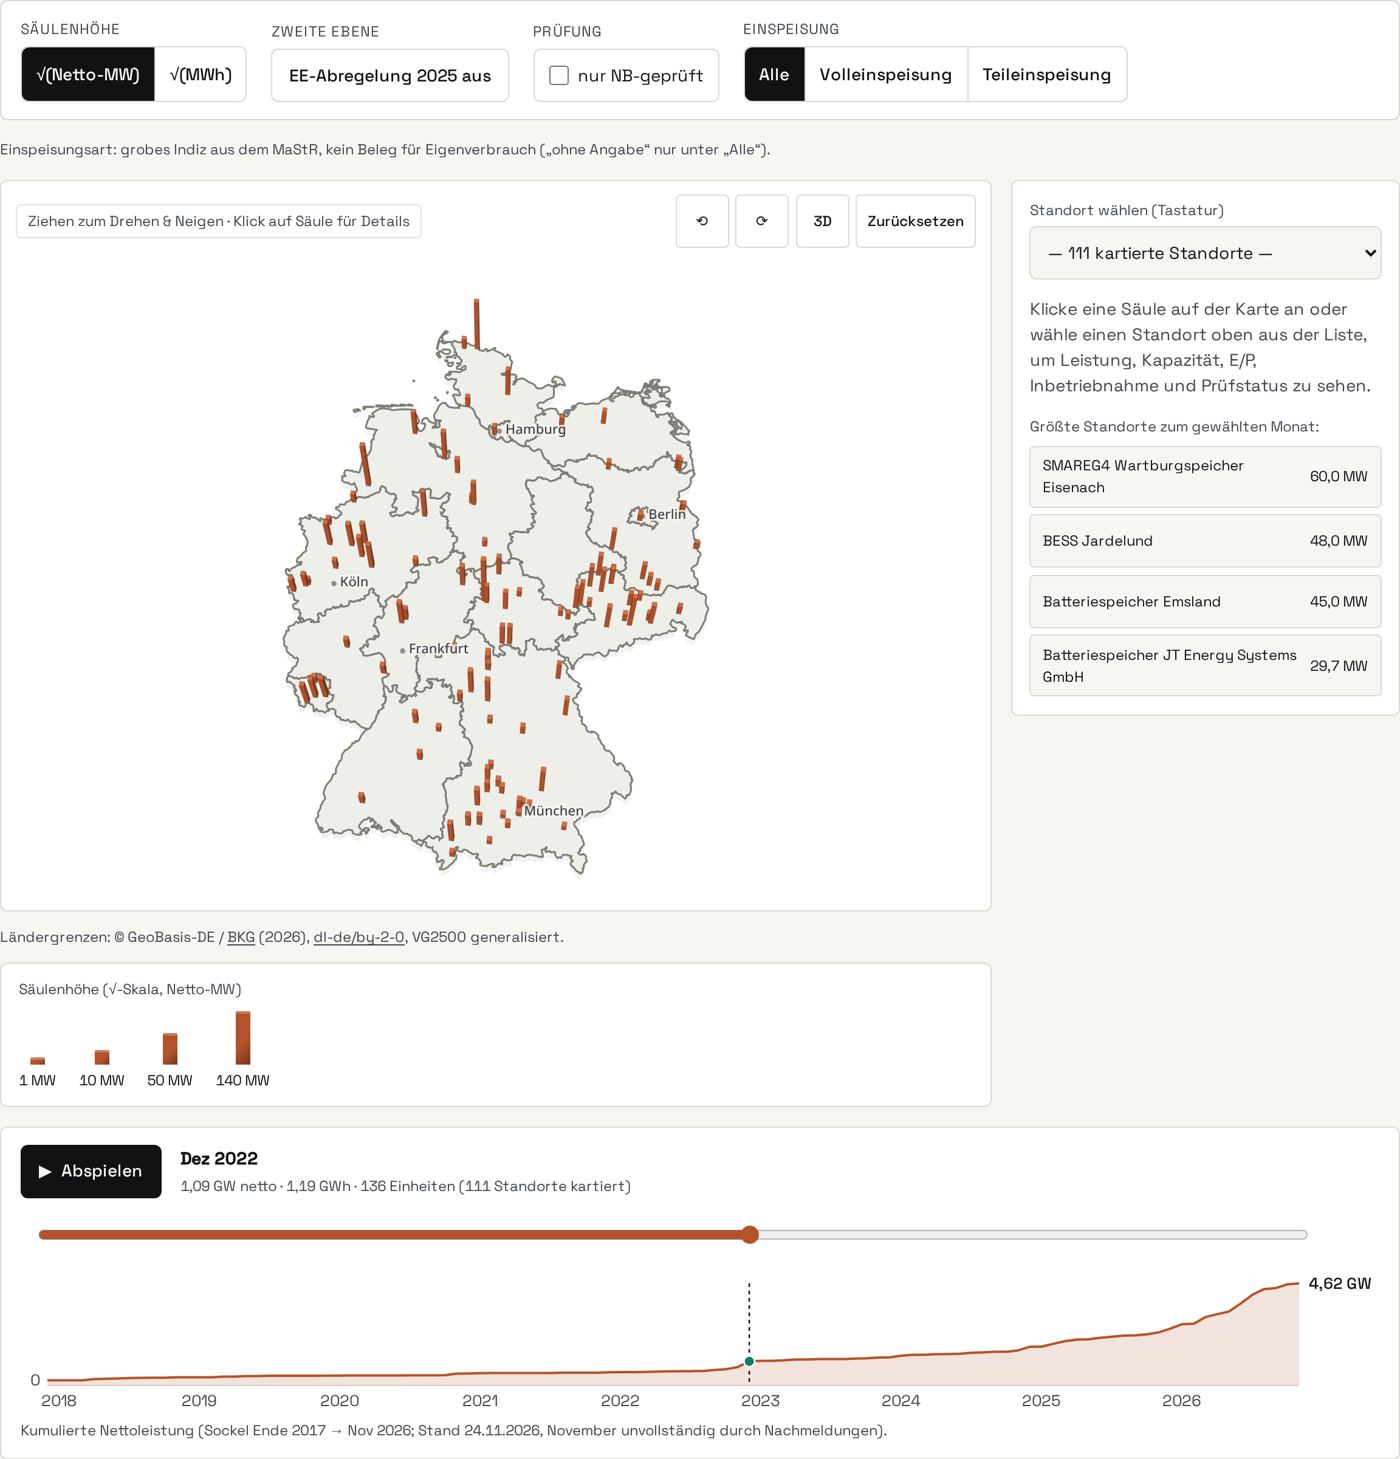 SÄULENHÖHE
√(Netto-MW) √(MWh)
ZWEITE EBENE
EE-Abregelung 2025 aus
PRÜFUNG
nur NB-geprüft
EINSPEISUNG
Alle Volleinspeisung Teileinspeisung
Einspeisungsart: grobes Indiz aus dem MaStR, kein Beleg für Eigenverbrauch („ohne Angabe“ nur unter „Alle“).
Ziehen zum Drehen & Neigen · Klick auf Säule für Details
⟲ ⟳ 3D Zurücksetzen
Hamburg
Berlin
Köln
Frankfurt
München
Standort wählen (Tastatur)
— 111 kartierte Standorte —
Klicke eine Säule auf der Karte an oder
wähle einen Standort oben aus der Liste,
um Leistung, Kapazität, E/P,
Inbetriebnahme und Prüfstatus zu sehen.
Größte Standorte zum gewählten Monat:
SMAREG4 Wartburgspeicher
Eisenach
60,0 MW
BESS Jardelund 48,0 MW
Batteriespeicher Emsland 45,0 MW
Batteriespeicher JT Energy Systems
GmbH
29,7 MW
Ländergrenzen: © GeoBasis-DE / BKG (2026), dl-de/by-2-0, VG2500 generalisiert.
Säulenhöhe (√-Skala, Netto-MW)
1 MW 10 MW 50 MW 140 MW
▶ Abspielen
Dez 2022
1,09 GW netto · 1,19 GWh · 136 Einheiten (111 Standorte kartiert)
4,62 GW
0
2018 2019 2020 2021 2022 2023 2024 2025 2026
Kumulierte Nettoleistung (Sockel Ende 2017 → Nov 2026; Stand 24.11.2026, November unvollständig durch Nachmeldungen).